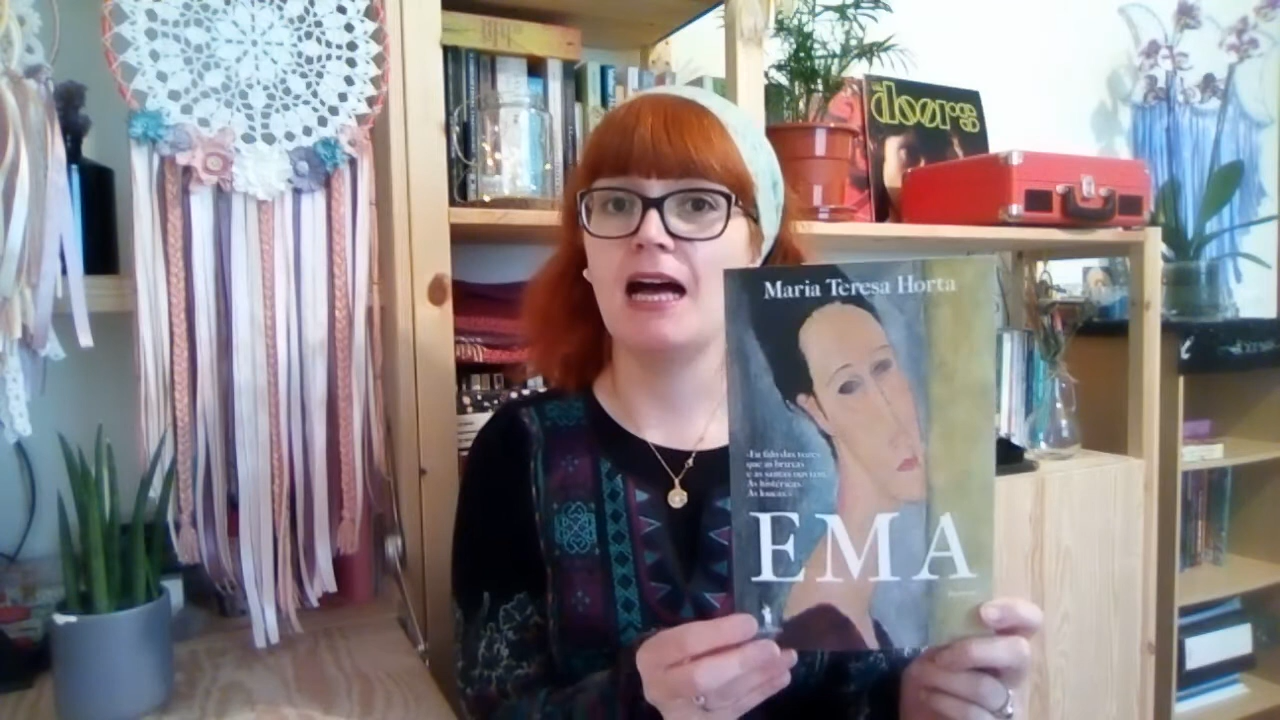 the doors
Maria Teresa Horta
«Eu falo das vozes
que as bruxas
e as santas ouviam.
As histéricas
As loucas.»
EMA